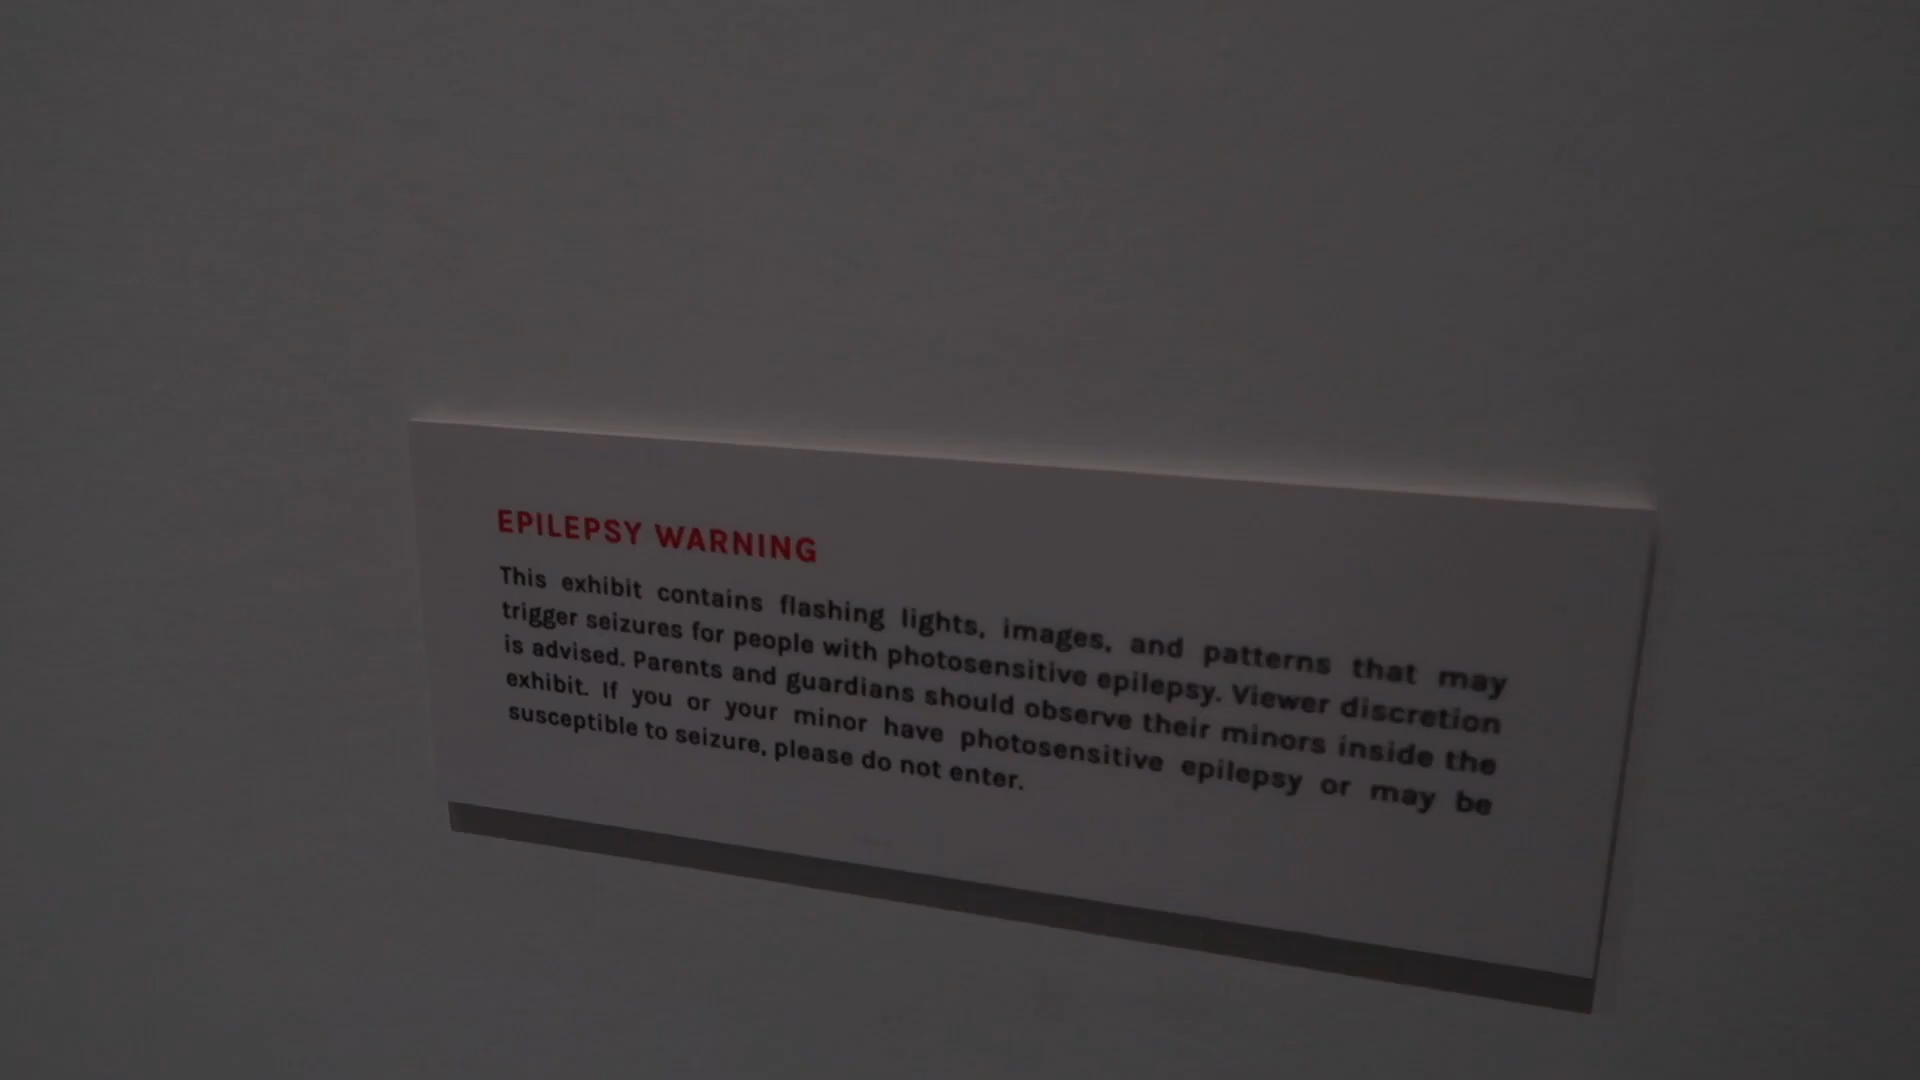 EPILEPSY WARNING
This exhibit contains flashing lights, images, and patterns that may
trigger seizures for people with photosensitive epilepsy. Viewer discretion
is advised. Parents and guardians should observe their minors inside the
exhibit. If you or your minor have photosensitive epilepsy or may be
susceptible to seizure, please do not enter.